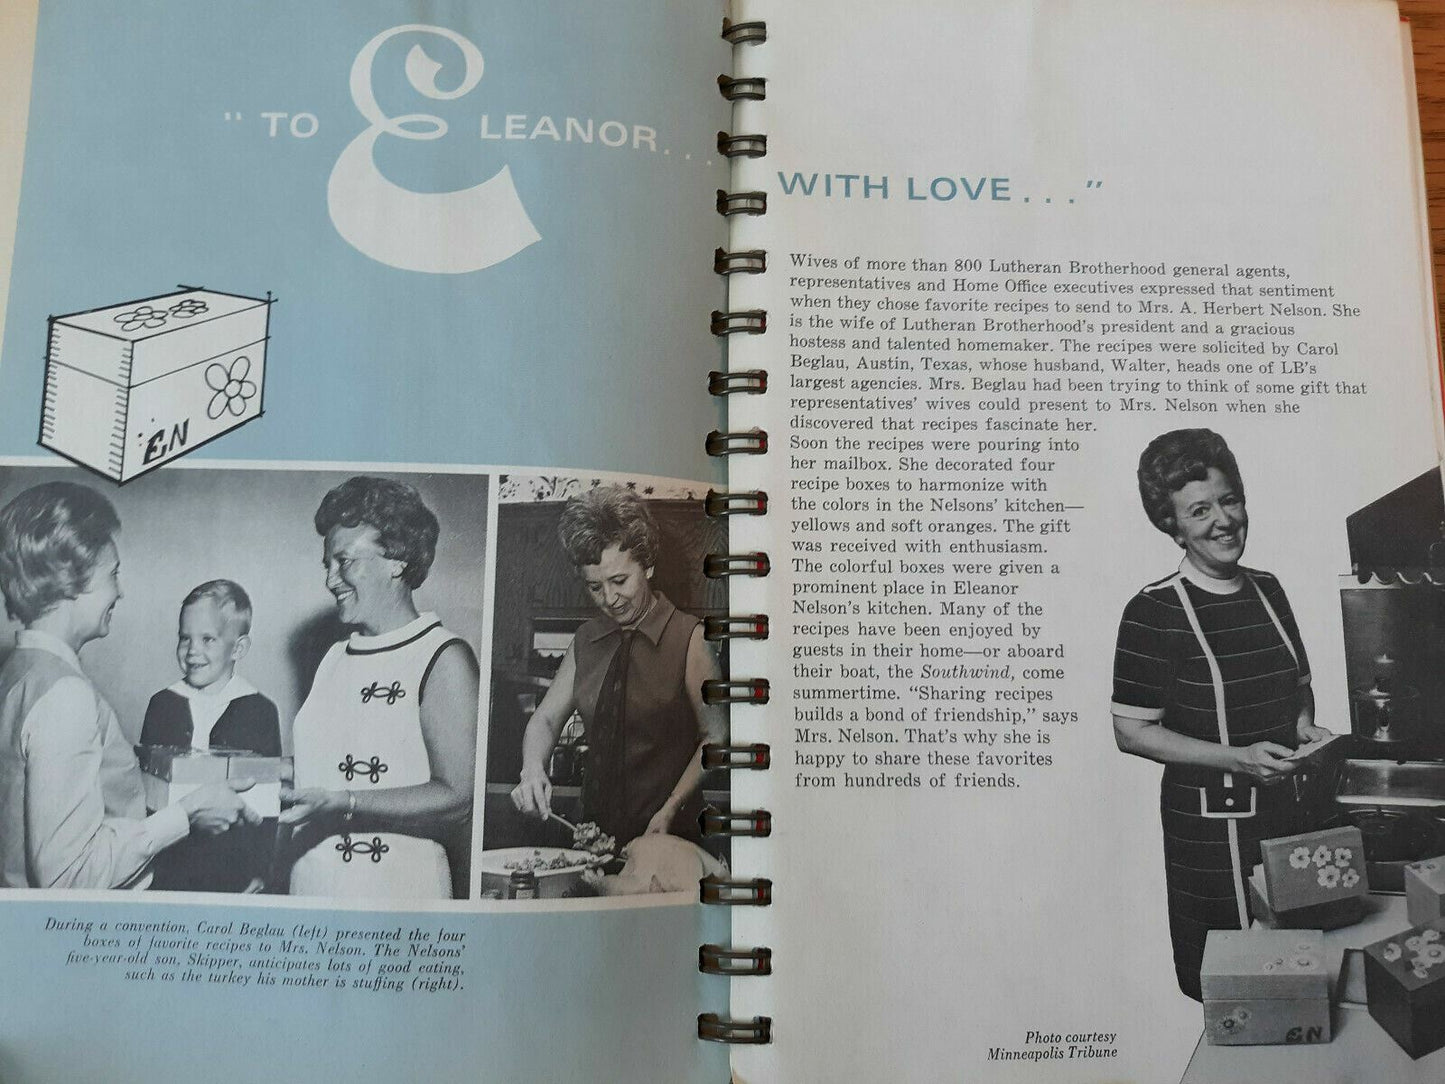 " TO ELEANOR. . .
EN
During a convention, Carol Beglau (left) presented the four
boxes of favorite recipes to Mrs. Nelson. The Nelsons'
five-year-old son, Skipper, anticipates lots of good eating,
such as the turkey his mother is stuffing (right).
WITH LOVE . . . "
Wives of more than 800 Lutheran Brotherhood general agents,
representatives and Home Office executives expressed that sentiment
when they chose favorite recipes to send to Mrs. A. Herbert Nelson. She
is the wife of Lutheran Brotherhood's president and a gracious
hostess and talented homemaker. The recipes were solicited by Carol
Beglau, Austin, Texas, whose husband, Walter, heads one of LB's
largest agencies. Mrs. Beglau had been trying to think of some gift that
representatives' wives could present to Mrs. Nelson when she
discovered that recipes fascinate her.
Soon the recipes were pouring into
her mailbox. She decorated four
recipe boxes to harmonize with
the colors in the Nelsons' kitchen—
yellows and soft oranges. The gift
was received with enthusiasm.
The colorful boxes were given a
prominent place in Eleanor
Nelson's kitchen. Many of the
recipes have been enjoyed by
guests in their home—or aboard
their boat, the Southwind, come
summertime. "Sharing recipes
builds a bond of friendship," says
Mrs. Nelson. That's why she is
happy to share these favorites
from hundreds of friends.
EN
Photo courtesy
Minneapolis Tribune